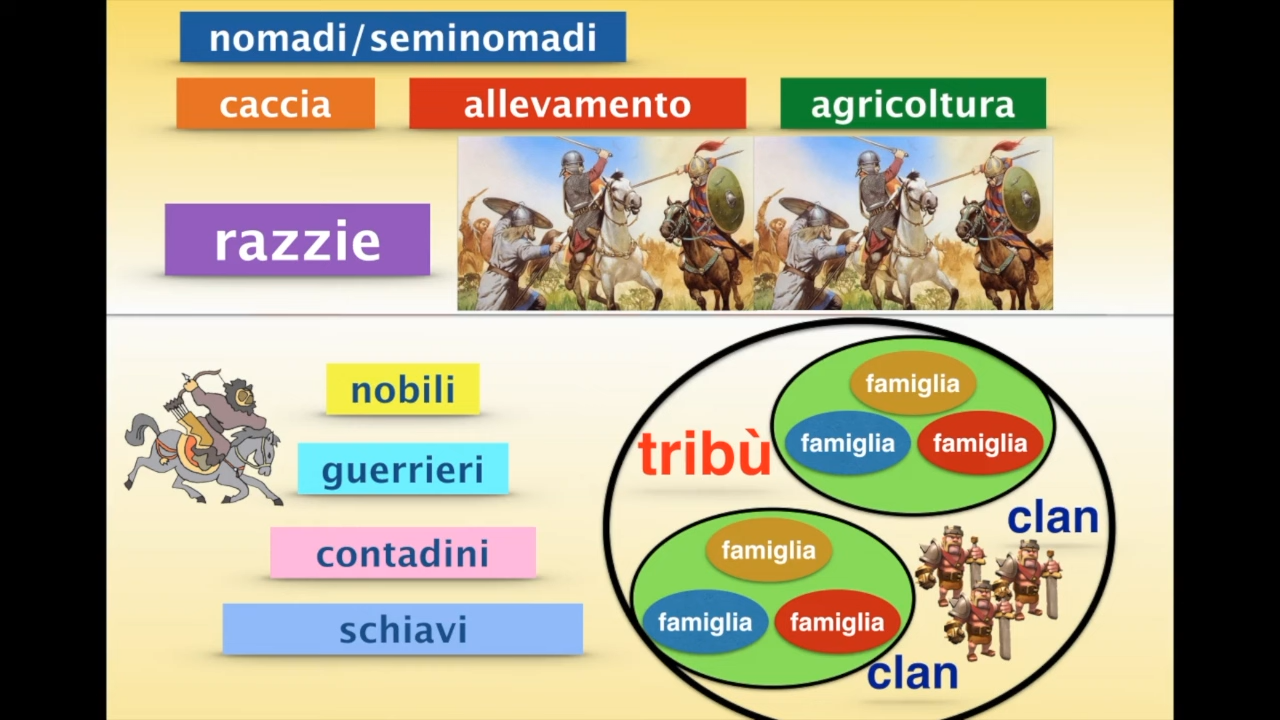 nomadi/seminomadi
caccia allevamento agricoltura
razzie
nobili
guerrieri
contadini
schiavi
tribù
famiglia
famiglia famiglia
clan
famiglia
famiglia famiglia
clan